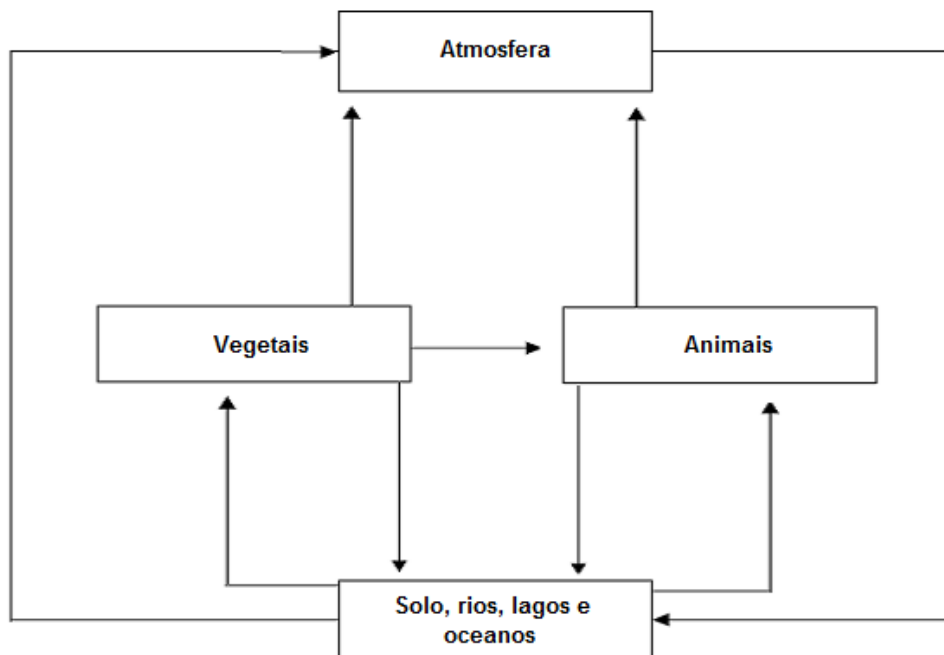 Atmosfera
Vegetais
Animais
Solo, rios, lagos e
oceanos